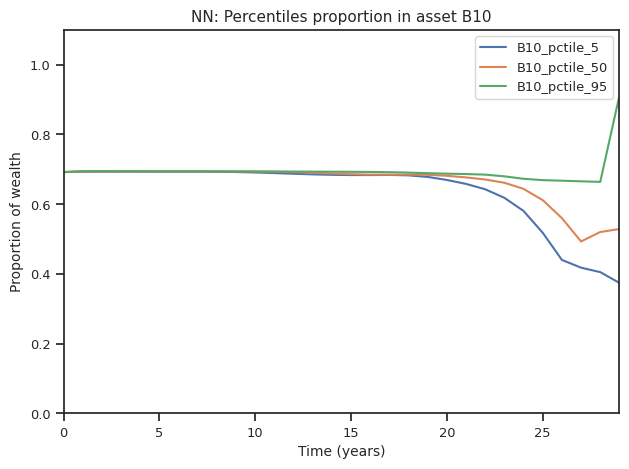 NN: Percentiles proportion in asset B10
B10_pctile_5
B10_pctile_50
B10_pctile_95
Proportion of wealth
1.0
0.8
0.6
0.4
0.2
0.0
0 5 10 15 20 25
Time (years)